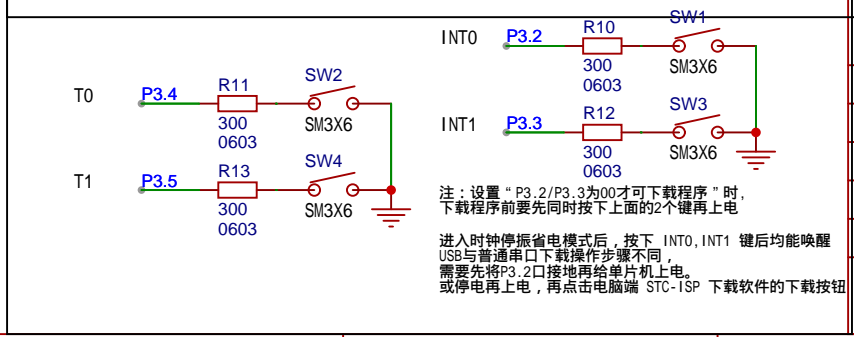 SW1
INT0
P3.2
R10
300
0603
SM3X6
SW2
T0
P3.4
R11
300
0603
SM3X6
SW3
INT1
P3.3
R12
300
0603
SM3X6
SW4
T1
P3.5
R13
300
0603
SM3X6
注：设置“P3.2/P3.3为00才可下载程序”时，
下载程序前要先同时按下上面的2个键再上电
进入时钟停振省电模式后，按下 INT0,INT1 键后均能唤醒
USB与普通串口下载操作步骤不同，
需要先将P3.2口接地再给单片机上电。
或停电再上电，再点击电脑端 STC-ISP 下载软件的下载按钮